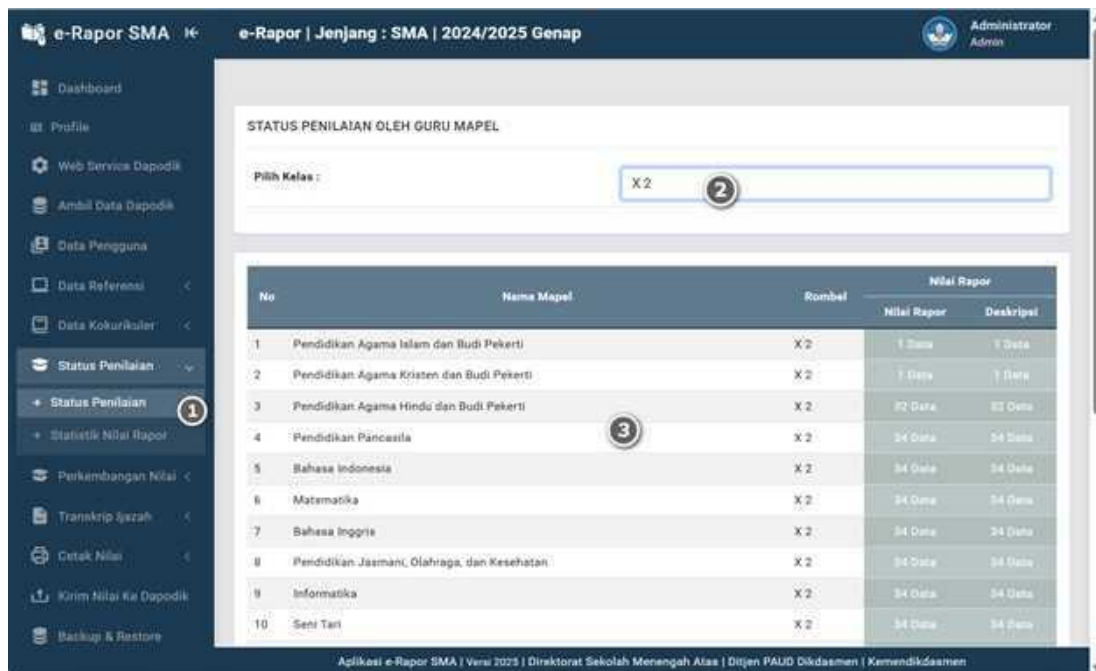 e-Rapor SMA
e-Rapor | Jenjang : SMA | 2024/2025 Genap
Administrator
Admin
Dashboard
Profile
Web Service Dapodik
Ambil Data Dapodik
Data Pengguna
Data Referensi
Data Kokurikuler
Status Penilaian
+ Status Penilaian
1
+ Statistik Nilai Rapor
Perkembangan Nilai
Transkrip Ijazah
Cetak Nilai
Kirim Nilai Ke Dapodik
Backup & Restore
STATUS PENILAIAN OLEH GURU MAPEL
Pilih Kelas :
X 2
2
No Nama Mapel Rombel Nilai Rapor
Nilai Rapor Deskripsi
1 Pendidikan Agama Islam dan Budi Pekerti X 2 1 Data 1 Data
2 Pendidikan Agama Kristen dan Budi Pekerti X 2 1 Data 1 Data
3 Pendidikan Agama Hindu dan Budi Pekerti X 2 Data Data
3
4 Pendidikan Pancasila X 2 34 Data 34 Data
5 Bahasa Indonesia X 2 34 Data 34 Data
6 Matematika X 2 34 Data 34 Data
7 Bahasa Inggris X 2 34 Data 34 Data
8 Pendidikan Jasmani, Olahraga, dan Kesehatan X 2 34 Data 34 Data
9 Informatika X 2 34 Data 34 Data
10 Seni Tari X 2 34 Data 34 Data
Aplikasi e-Rapor SMA | Versi 2025 | Direktorat Sekolah Menengah Atas | Ditjen PAUD Dikdasmen | Kemendikdasmen